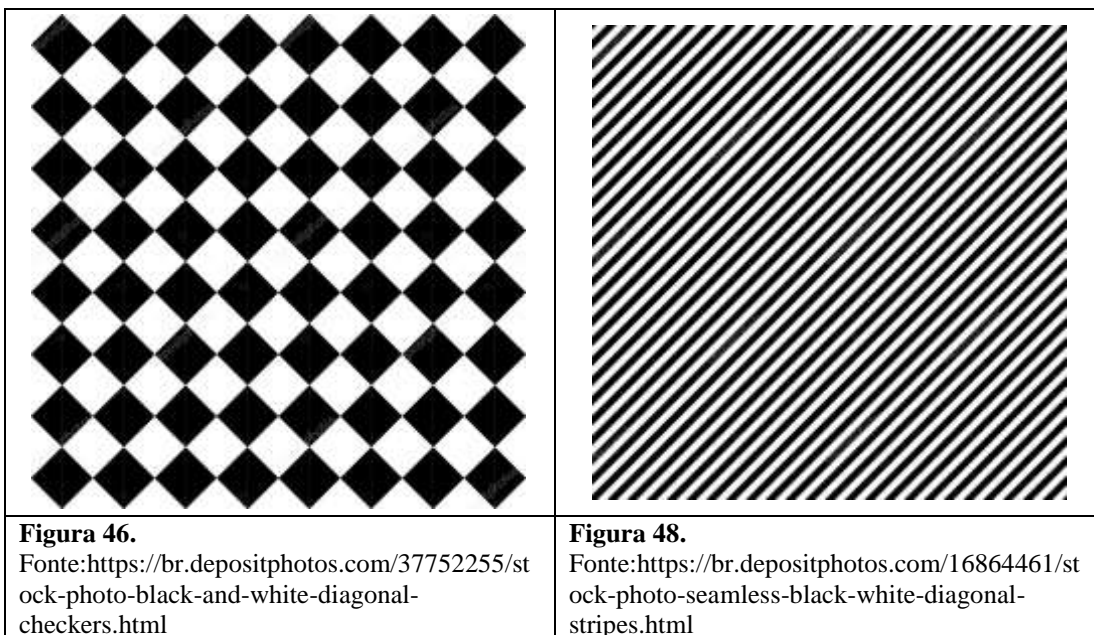 Figura 46.
Fonte:https://br.depositphotos.com/37752255/st
ock-photo-black-and-white-diagonal-
checkers.html
Figura 48.
Fonte:https://br.depositphotos.com/16864461/st
ock-photo-seamless-black-white-diagonal-
stripes.html